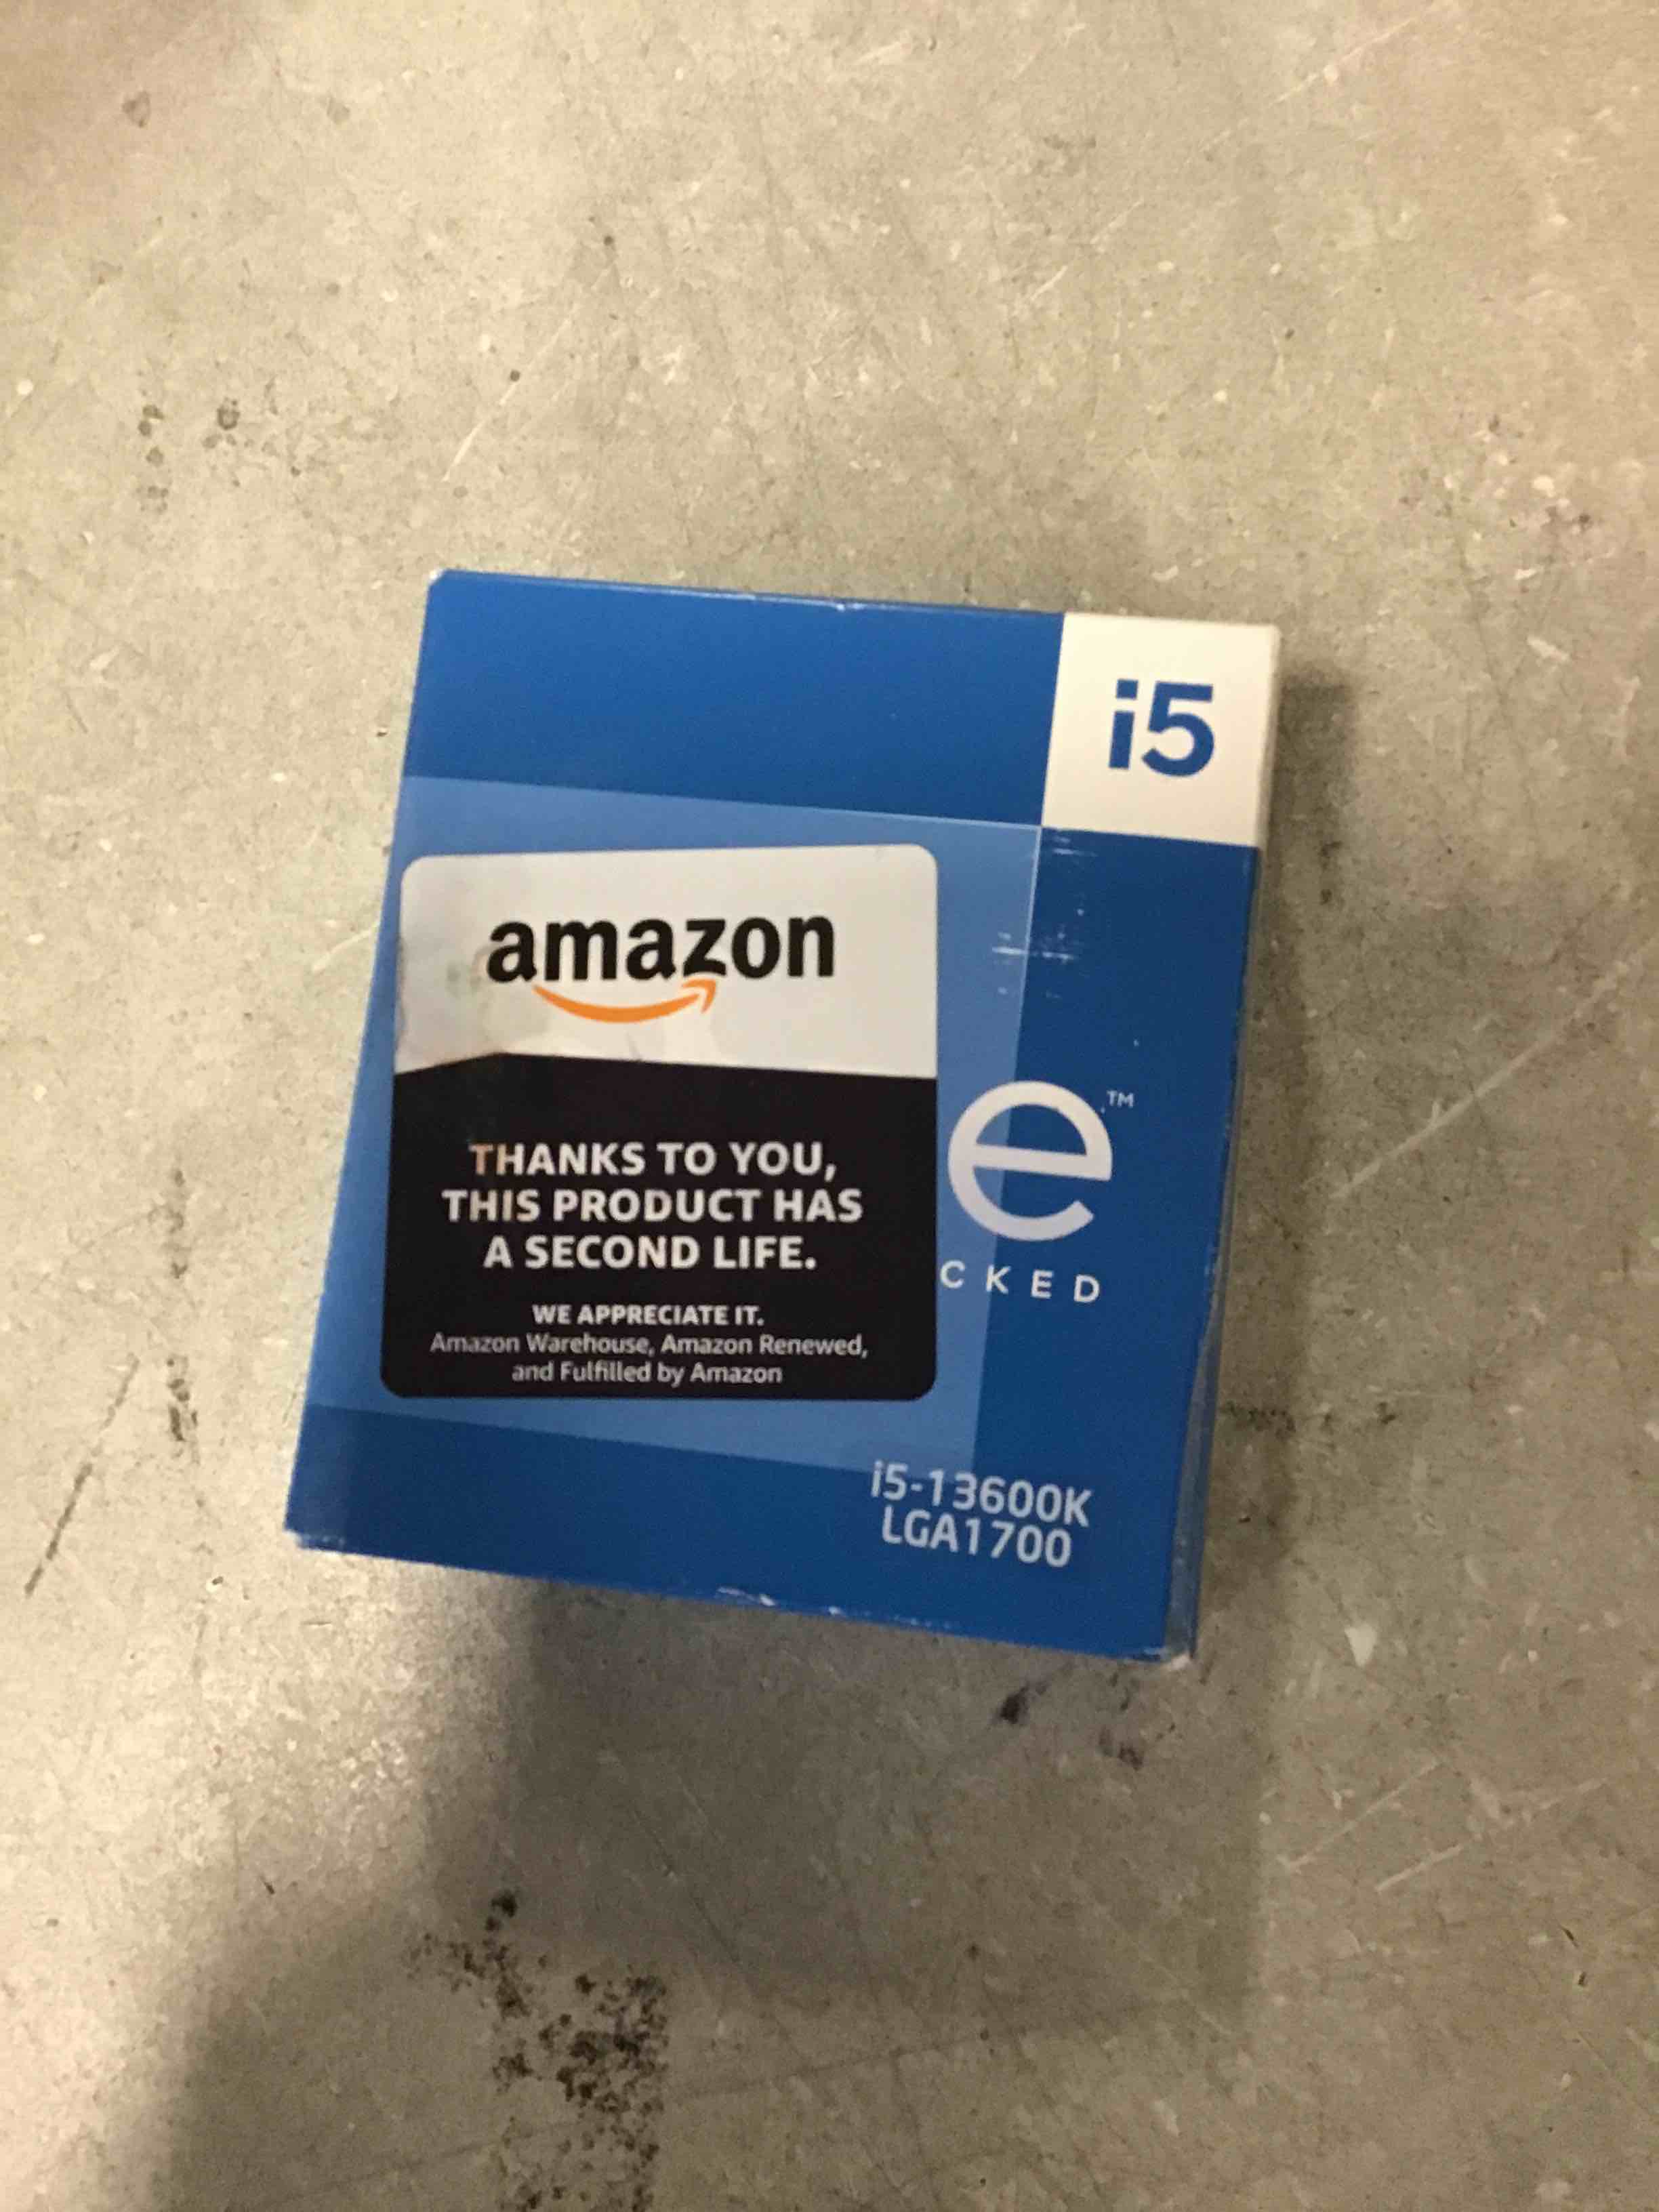 i5
amazon
THANKS TO YOU,
THIS PRODUCT HAS
A SECOND LIFE.
WE APPRECIATE IT.
Amazon Warehouse, Amazon Renewed,
and Fulfilled by Amazon
e™
CKED
i5-13600K
LGA1700